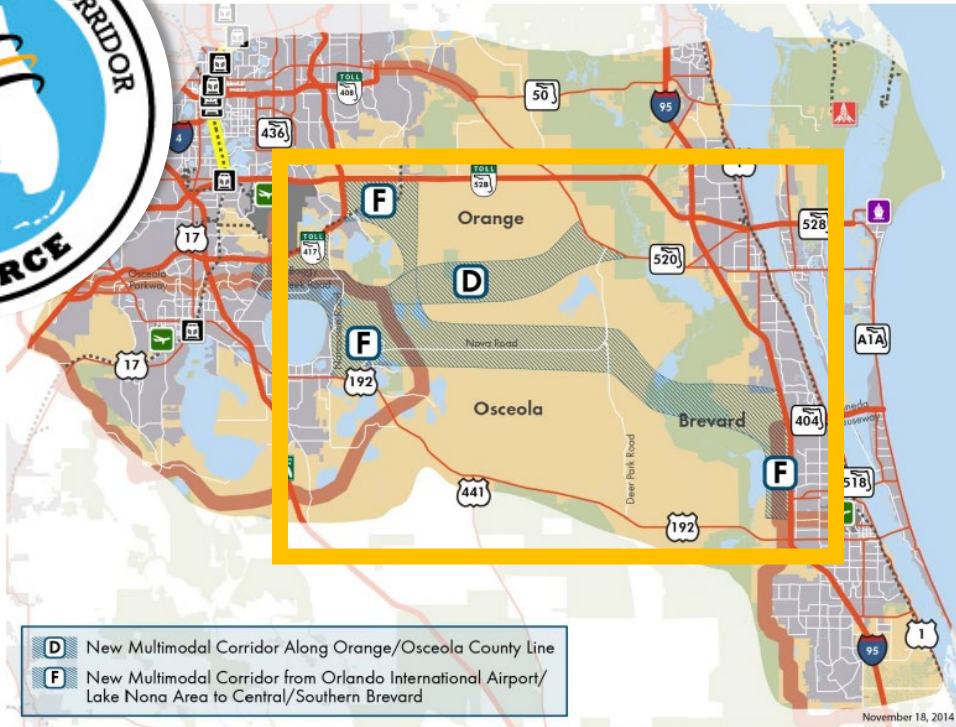 RRIDOR
RCE
4
436
TOLL
408
50
95
TOLL
528
1
F
Orange
528
17
TOLL
417
520
Osceola
Parkway
D
Nova Road
F
17
192
A1A
Osceola
Brevard
404
Causeway
Deer Park Road
F
518
441
192
D New Multimodal Corridor Along Orange/Osceola County Line
F New Multimodal Corridor from Orlando International Airport/
Lake Nona Area to Central/Southern Brevard
95
1
November 18, 2014